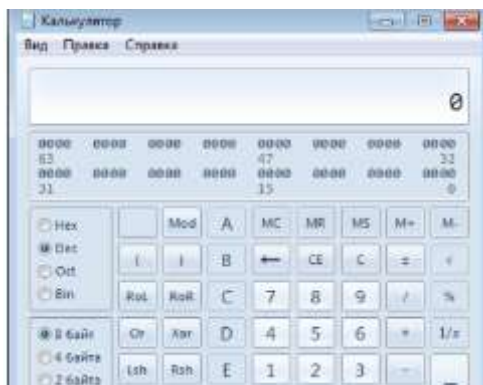 Калькулятор
Вид Правка Справка
0
0000 0000 0000 0000 0000 0000 0000 0000
63 47 32
0000 0000 0000 0000 0000 0000 0000 0000
31 15 0
Hex Mod A MC MR MS M+ M-
Dec ( ) B ← CE C ±
Oct
Bin RoL RoR C 7 8 9 / %
8 байт Or Xor D 4 5 6 * 1/x
4 байта
Lsh Rsh E 1 2 3 -
2 байта